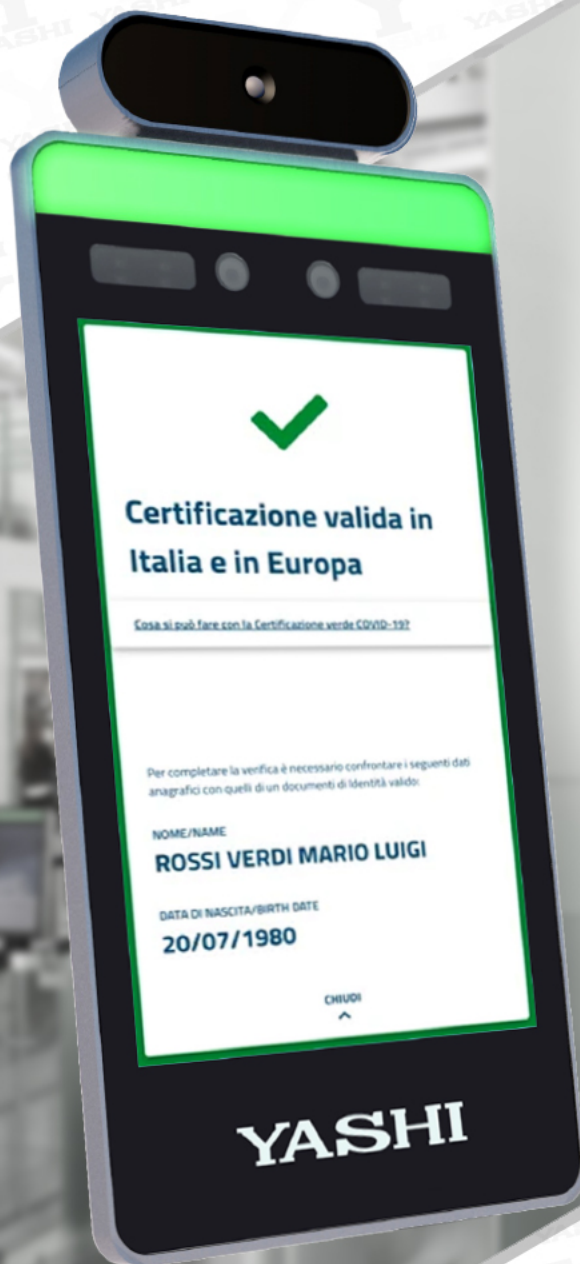 Certificazione valida in
Italia e in Europa
Cosa si può fare con la Certificazione verde COVID-19?
Per completare la verifica è necessario confrontare i seguenti dati
anagrafici con quelli di un documenti di Identità valido:
NOME/NAME
ROSSI VERDI MARIO LUIGI
DATA DI NASCITA/BIRTH DATE
20/07/1980
CHIUDI
YASHI